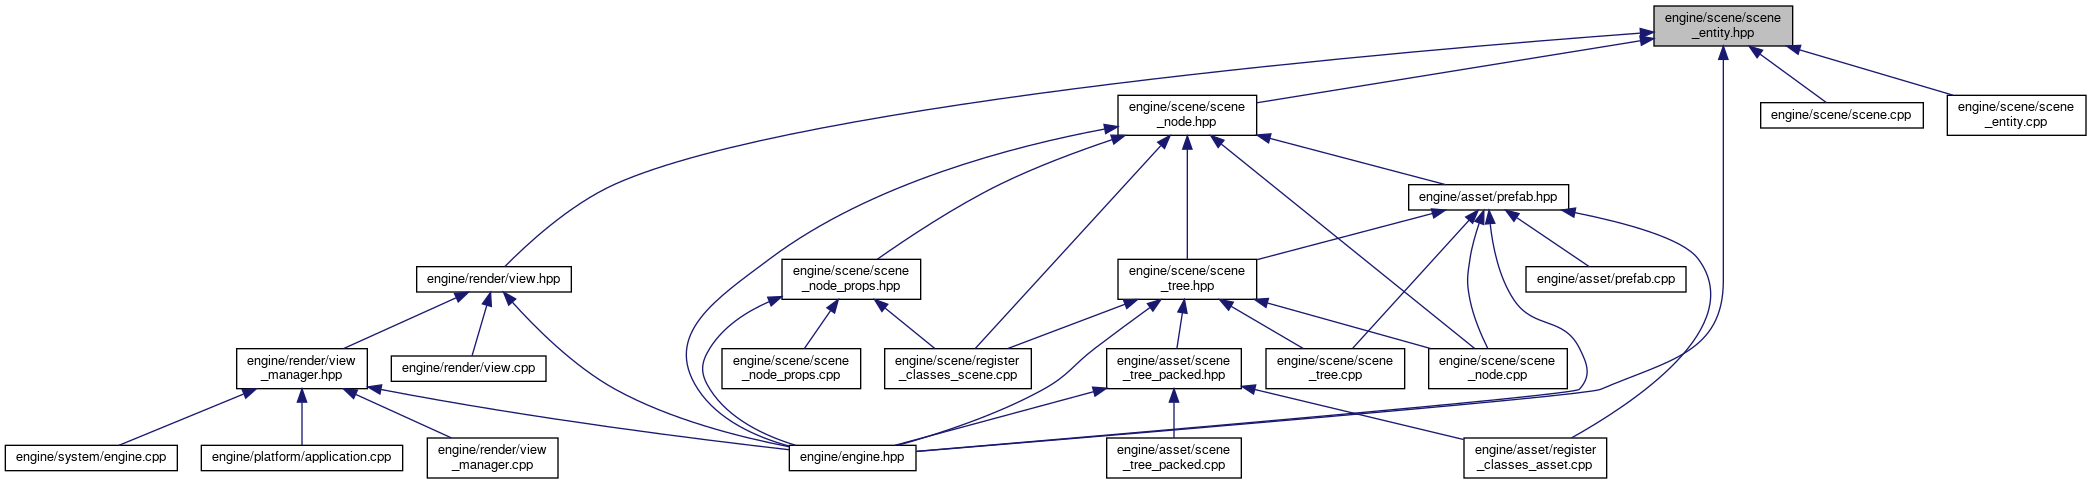 engine/scene/scene
_entity.hpp
engine/scene/scene
_node.hpp
engine/scene/scene.cpp
engine/scene/scene
_entity.cpp
engine/asset/prefab.hpp
engine/render/view.hpp
engine/scene/scene
_node_props.hpp
engine/scene/scene
_tree.hpp
engine/asset/prefab.cpp
engine/render/view
_manager.hpp
engine/render/view.cpp
engine/scene/scene
_node_props.cpp
engine/scene/register
_classes_scene.cpp
engine/asset/scene
_tree_packed.hpp
engine/scene/scene
_tree.cpp
engine/scene/scene
_node.cpp
engine/system/engine.cpp
engine/platform/application.cpp
engine/render/view
_manager.cpp
engine/engine.hpp
engine/asset/scene
_tree_packed.cpp
engine/asset/register
_classes_asset.cpp